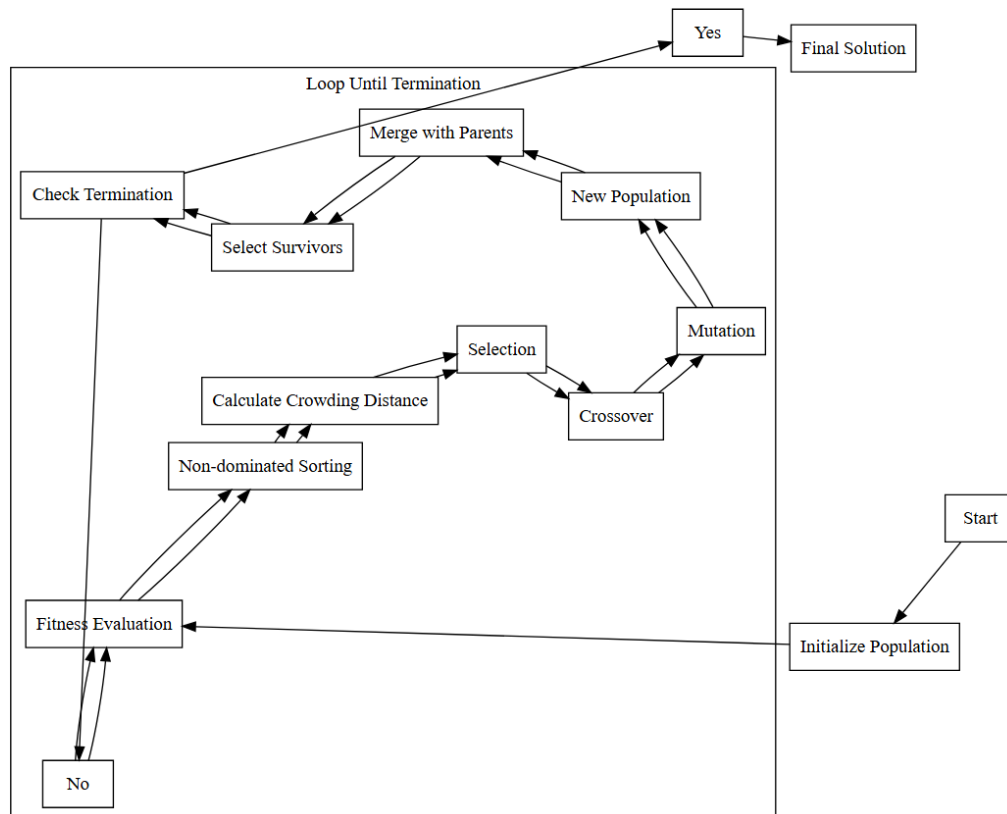 Yes
Final Solution
Loop Until Termination
Merge with Parents
Check Termination
New Population
Select Survivors
Mutation
Selection
Calculate Crowding Distance
Crossover
Non-dominated Sorting
Start
Fitness Evaluation
Initialize Population
No